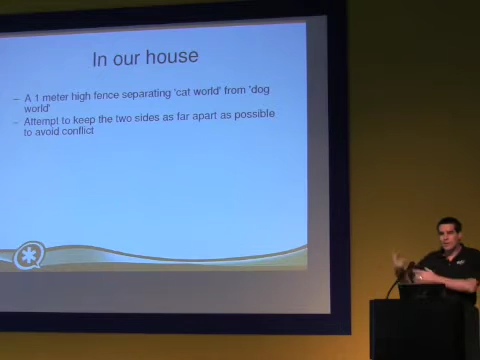 In our house
– A 1 meter high fence separating 'cat world' from 'dog
world'
– Attempt to keep the two sides as far apart as possible
to avoid conflict